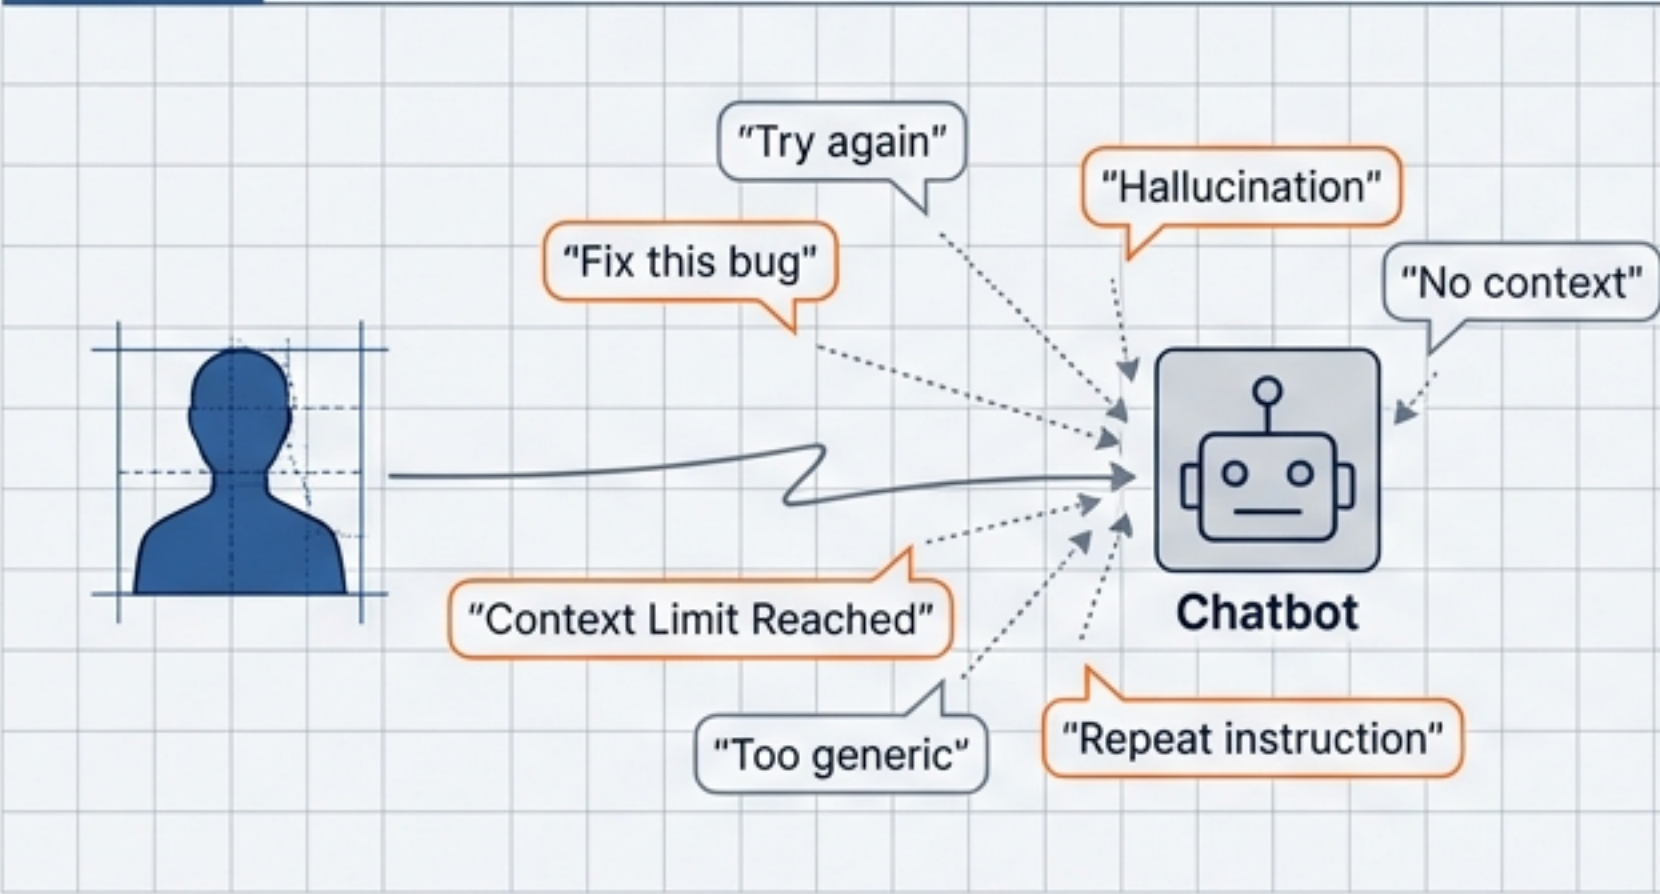 "Try again"
"Hallucination"
"Fix this bug"
"No context"
"Context Limit Reached"
Chatbot
"Too generic"
"Repeat instruction"